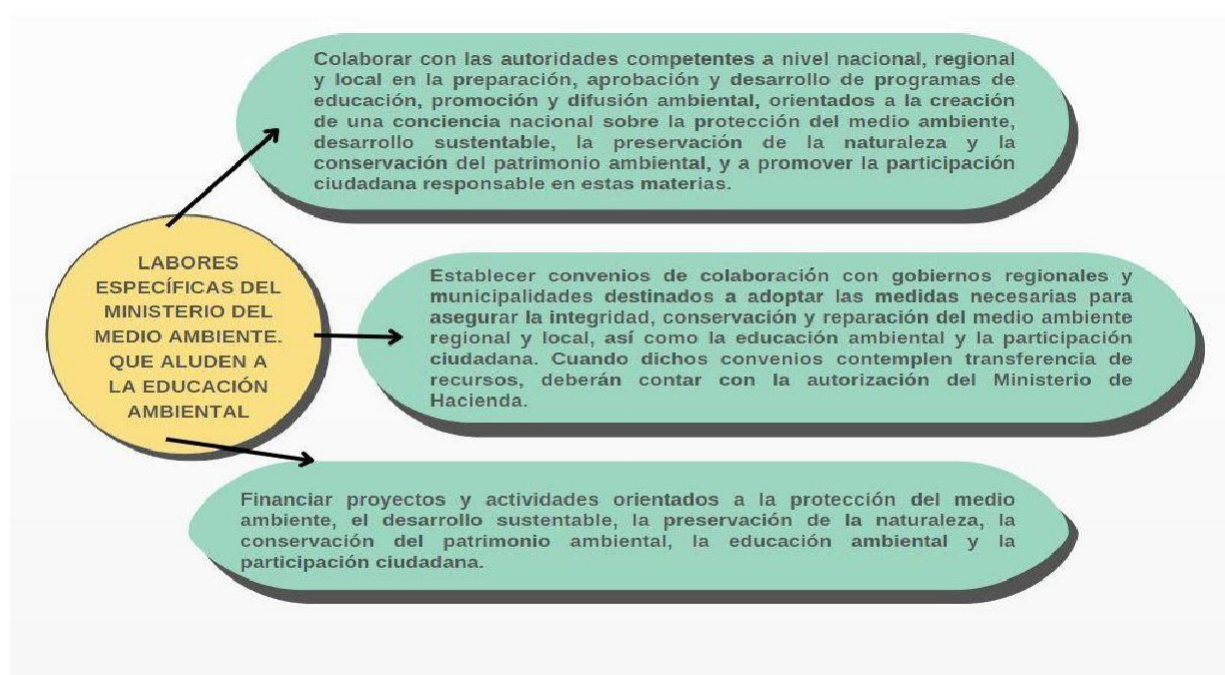 Colaborar con las autoridades competentes a nivel nacional, regional
y local en la preparación, aprobación y desarrollo de programas de
educación, promoción y difusión ambiental, orientados a la creación
de una conciencia nacional sobre la protección del medio ambiente,
desarrollo sustentable, la preservación de la naturaleza y la
conservación del patrimonio ambiental, y a promover la participación
ciudadana responsable en estas materias.
LABORES
ESPECÍFICAS DEL
MINISTERIO DEL
MEDIO AMBIENTE.
QUE ALUDEN A
LA EDUCACIÓN
AMBIENTAL
Establecer convenios de colaboración con gobiernos regionales y
municipalidades destinados a adoptar las medidas necesarias para
asegurar la integridad, conservación y reparación del medio ambiente
regional y local, así como la educación ambiental y la participación
ciudadana. Cuando dichos convenios contemplen transferencia de
recursos, deberán contar con la autorización del Ministerio de
Hacienda.
Financiar proyectos y actividades orientados a la protección del medio
ambiente, el desarrollo sustentable, la preservación de la naturaleza, la
conservación del patrimonio ambiental, la educación ambiental y la
participación ciudadana.